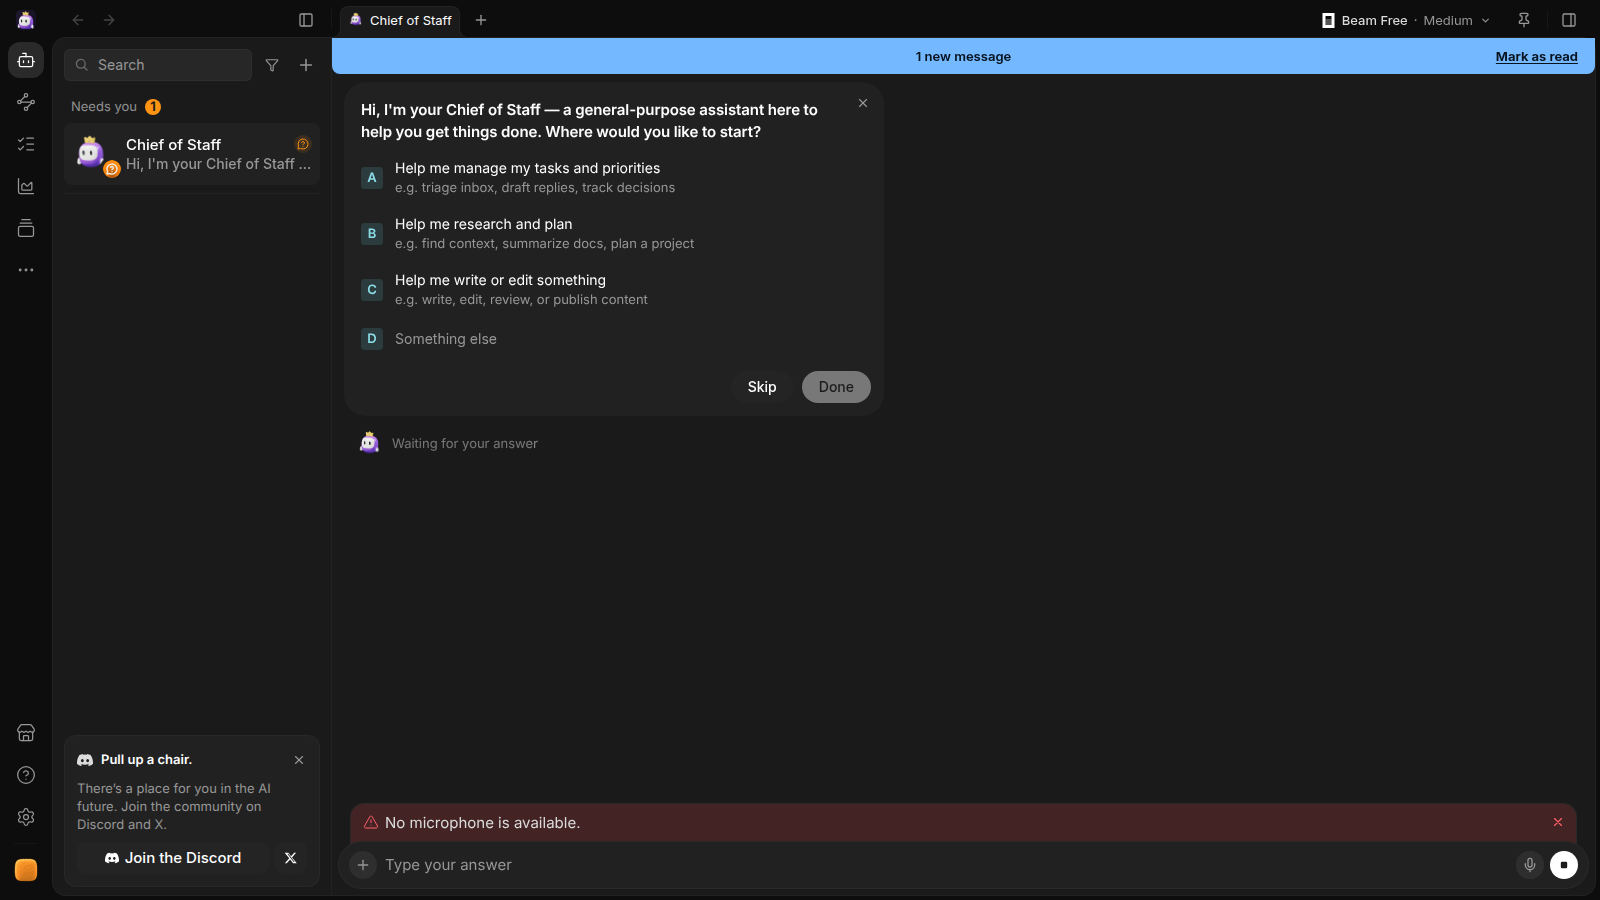 Chief of Staff
Beam Free · Medium
Search
1 new message
Mark as read
Needs you 1
Chief of Staff
Hi, I'm your Chief of Staff ...
Hi, I'm your Chief of Staff — a general-purpose assistant here to
help you get things done. Where would you like to start?
A Help me manage my tasks and priorities
e.g. triage inbox, draft replies, track decisions
B Help me research and plan
e.g. find context, summarize docs, plan a project
C Help me write or edit something
e.g. write, edit, review, or publish content
D Something else
Skip
Done
Waiting for your answer
Pull up a chair.
There's a place for you in the AI
future. Join the community on
Discord and X.
Join the Discord
No microphone is available.
Type your answer